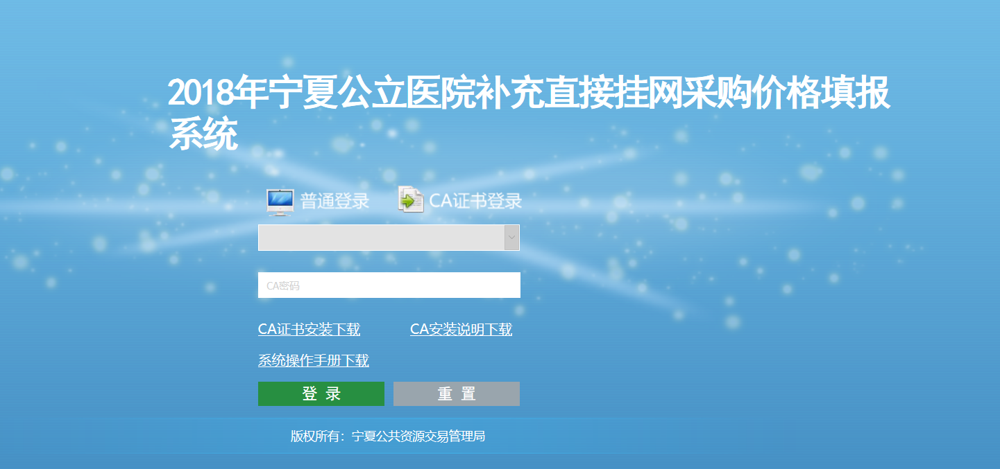 2018年宁夏公立医院补充直接挂网采购价格填报
系统
普通登录 CA证书登录
CA密码
CA证书安装下载 CA安装说明下载
系统操作手册下载
登 录 重 置
版权所有：宁夏公共资源交易管理局